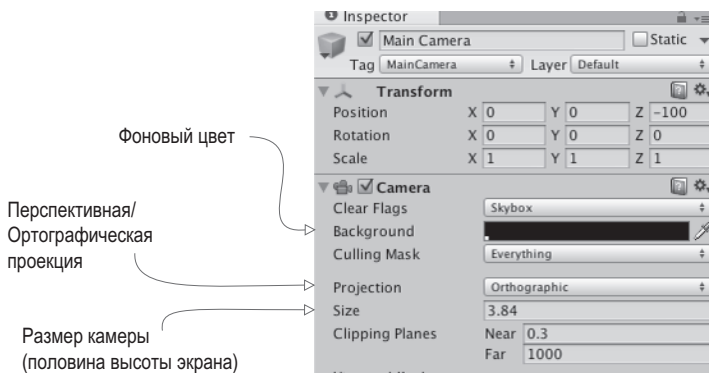 Inspector
Main Camera Static
Tag MainCamera Layer Default
Transform
Position X 0 Y 0 Z -100
Rotation X 0 Y 0 Z 0
Scale X 1 Y 1 Z 1
Camera
Clear Flags Skybox
Фоновый цвет
Background
Culling Mask Everything
Перспективная/
Ортографическая
проекция
Projection Orthographic
Size 3.84
Clipping Planes Near 0.3
Far 1000
Размер камеры
(половина высоты экрана)